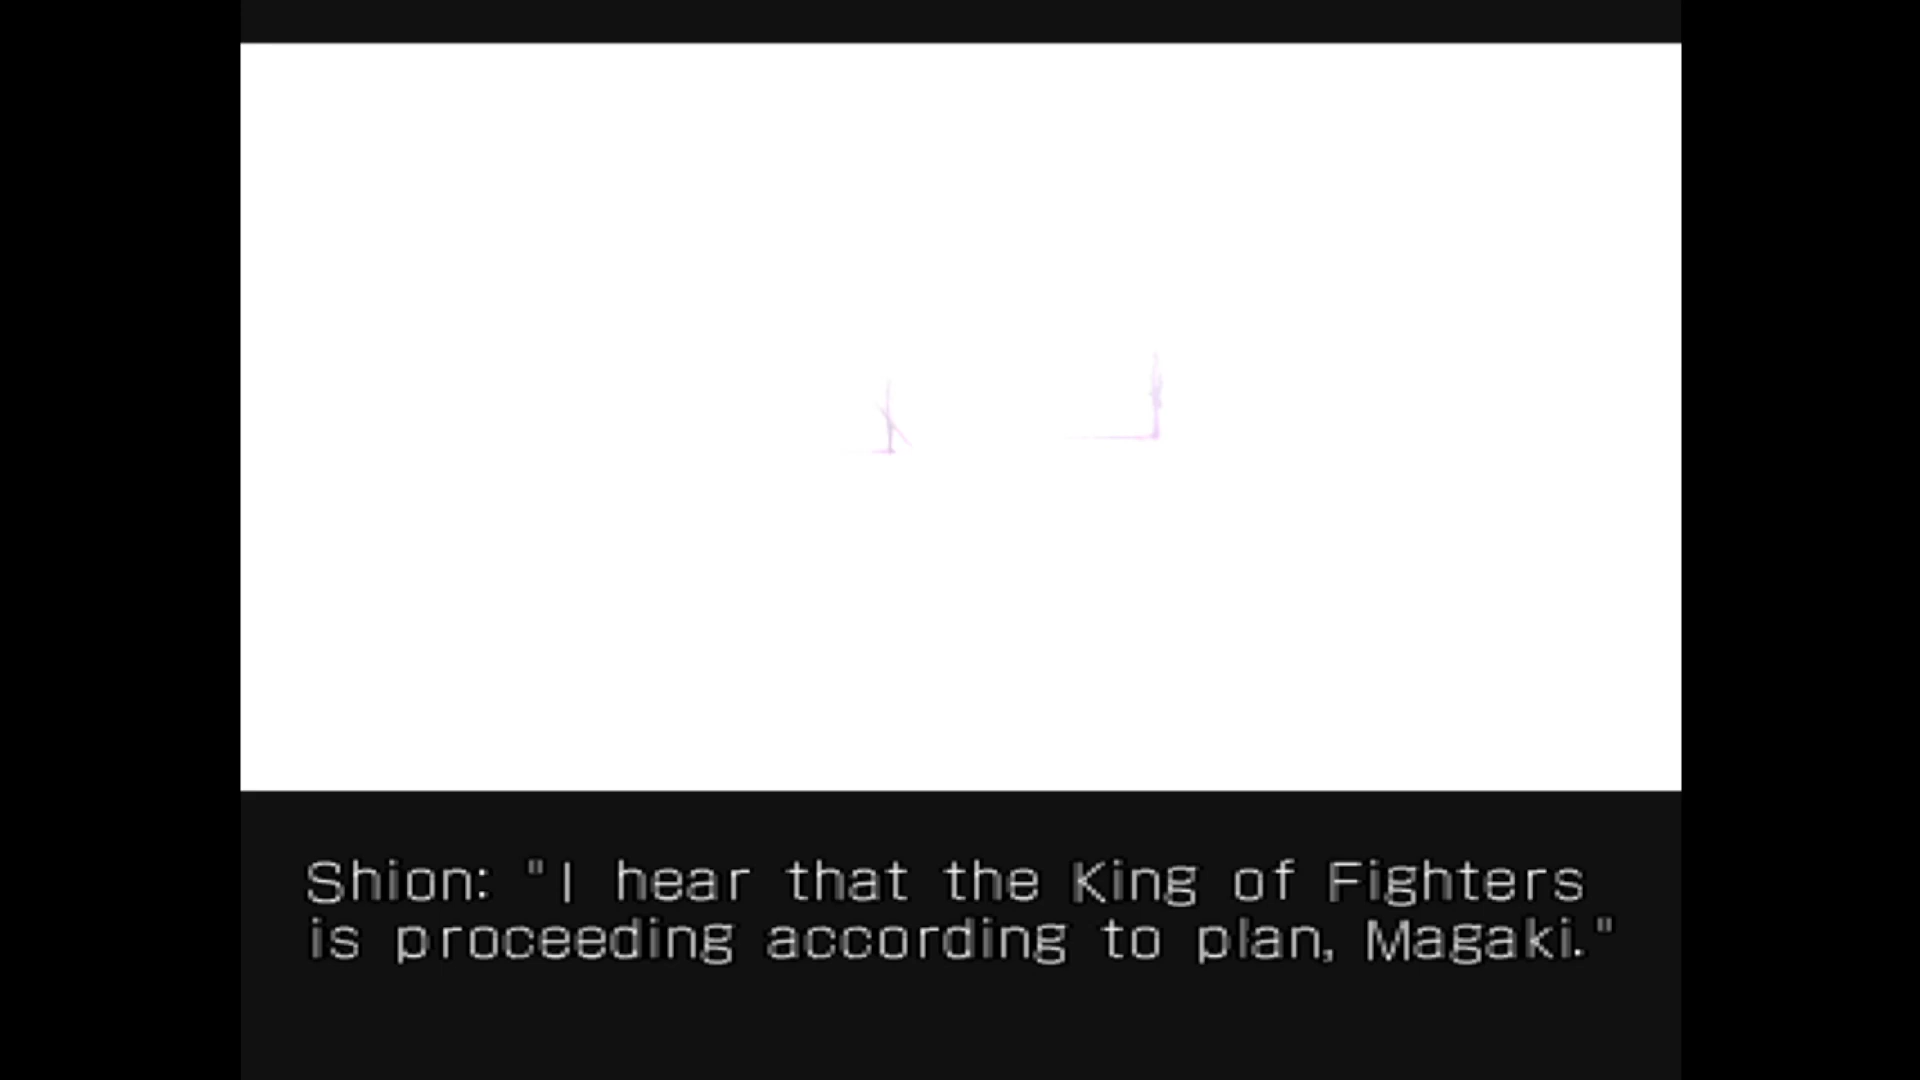 Shion: "I hear that the King of Fighters
is proceeding according to plan, Magaki."